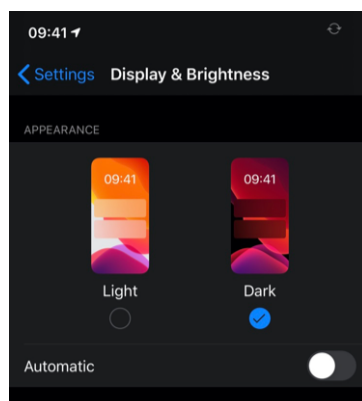 09:41
Settings Display & Brightness
APPEARANCE
09:41 09:41
Light Dark
Automatic